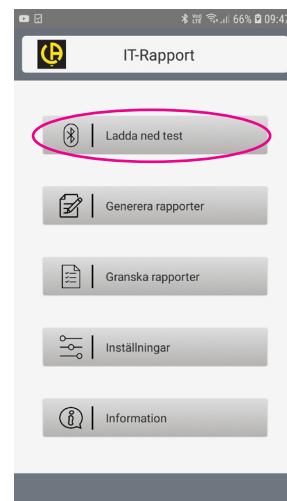 66% 09:47
IT-Rapport
Ladda ned test
Generera rapporter
Granska rapporter
Inställningar
Information